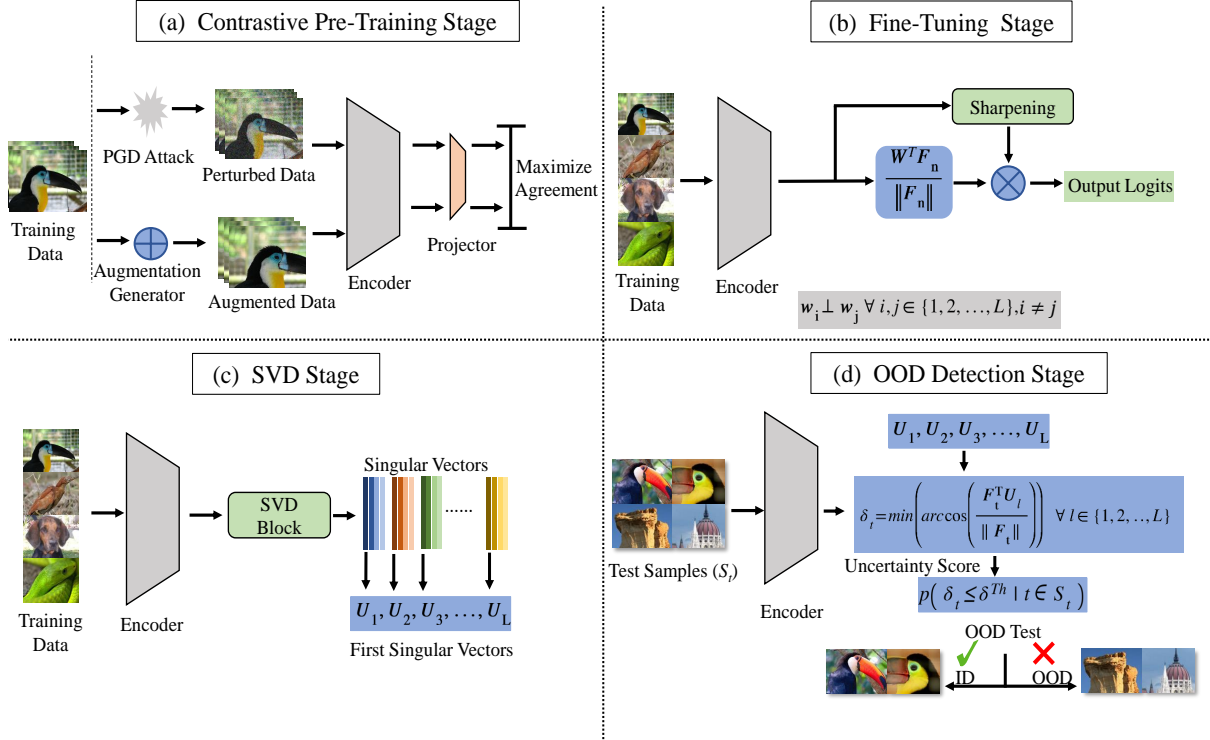 (a) Contrastive Pre-Training Stage
PGD Attack
Perturbed Data
Training
Data
Augmentation
Generator
Augmented Data
Encoder
Projector
Maximize
Agreement
(b) Fine-Tuning Stage
Training
Data
Encoder
Sharpening
W^T F_n
‖F_n‖
Output Logits
w_i ⊥ w_j ∀ i,j ∈ {1, 2, ..., L},i ≠ j
(c) SVD Stage
Training
Data
Encoder
SVD
Block
Singular Vectors
......
U_1, U_2, U_3, ..., U_L
First Singular Vectors
(d) OOD Detection Stage
Test Samples (S_t)
Encoder
U_1, U_2, U_3, ..., U_L
δ_t=min(arccos(F_t^T U_l / ‖F_t‖)) ∀ l ∈ {1, 2, .., L}
Uncertainty Score
p( δ_t ≤ δ^Th | t ∈ S_t )
OOD Test
ID
OOD